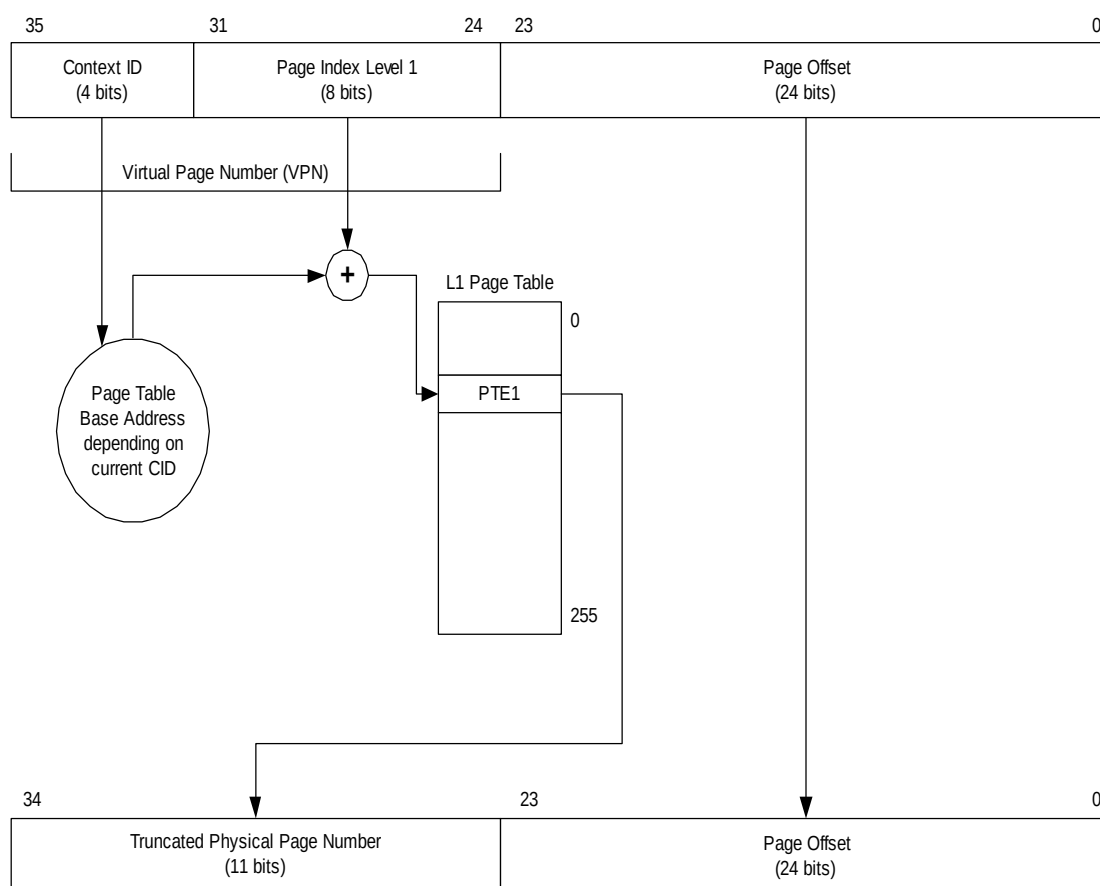 35 31 24 23 0
Context ID
(4 bits)
Page Index Level 1
(8 bits)
Page Offset
(24 bits)
Virtual Page Number (VPN)
+
L1 Page Table
0
PTE1
255
Page Table
Base Address
depending on
current CID
34 23 0
Truncated Physical Page Number
(11 bits)
Page Offset
(24 bits)